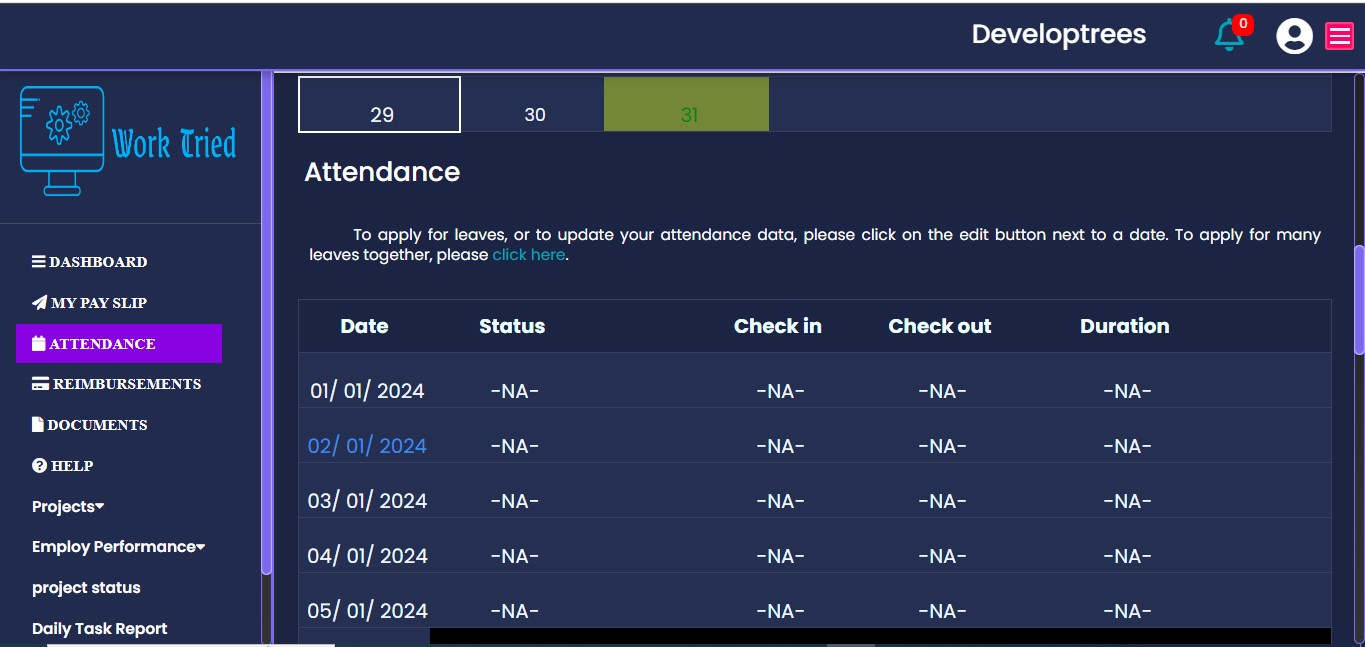 Developtrees
0
Work Tried
29 30 31
Attendance
To apply for leaves, or to update your attendance data, please click on the edit button next to a date. To apply for many
leaves together, please click here.
DASHBOARD
MY PAY SLIP
ATTENDANCE
REIMBURSEMENTS
DOCUMENTS
HELP
Projects
Employ Performance
project status
Daily Task Report
Date Status Check in Check out Duration
01/ 01/ 2024 -NA- -NA- -NA- -NA-
02/ 01/ 2024 -NA- -NA- -NA- -NA-
03/ 01/ 2024 -NA- -NA- -NA- -NA-
04/ 01/ 2024 -NA- -NA- -NA- -NA-
05/ 01/ 2024 -NA- -NA- -NA- -NA-